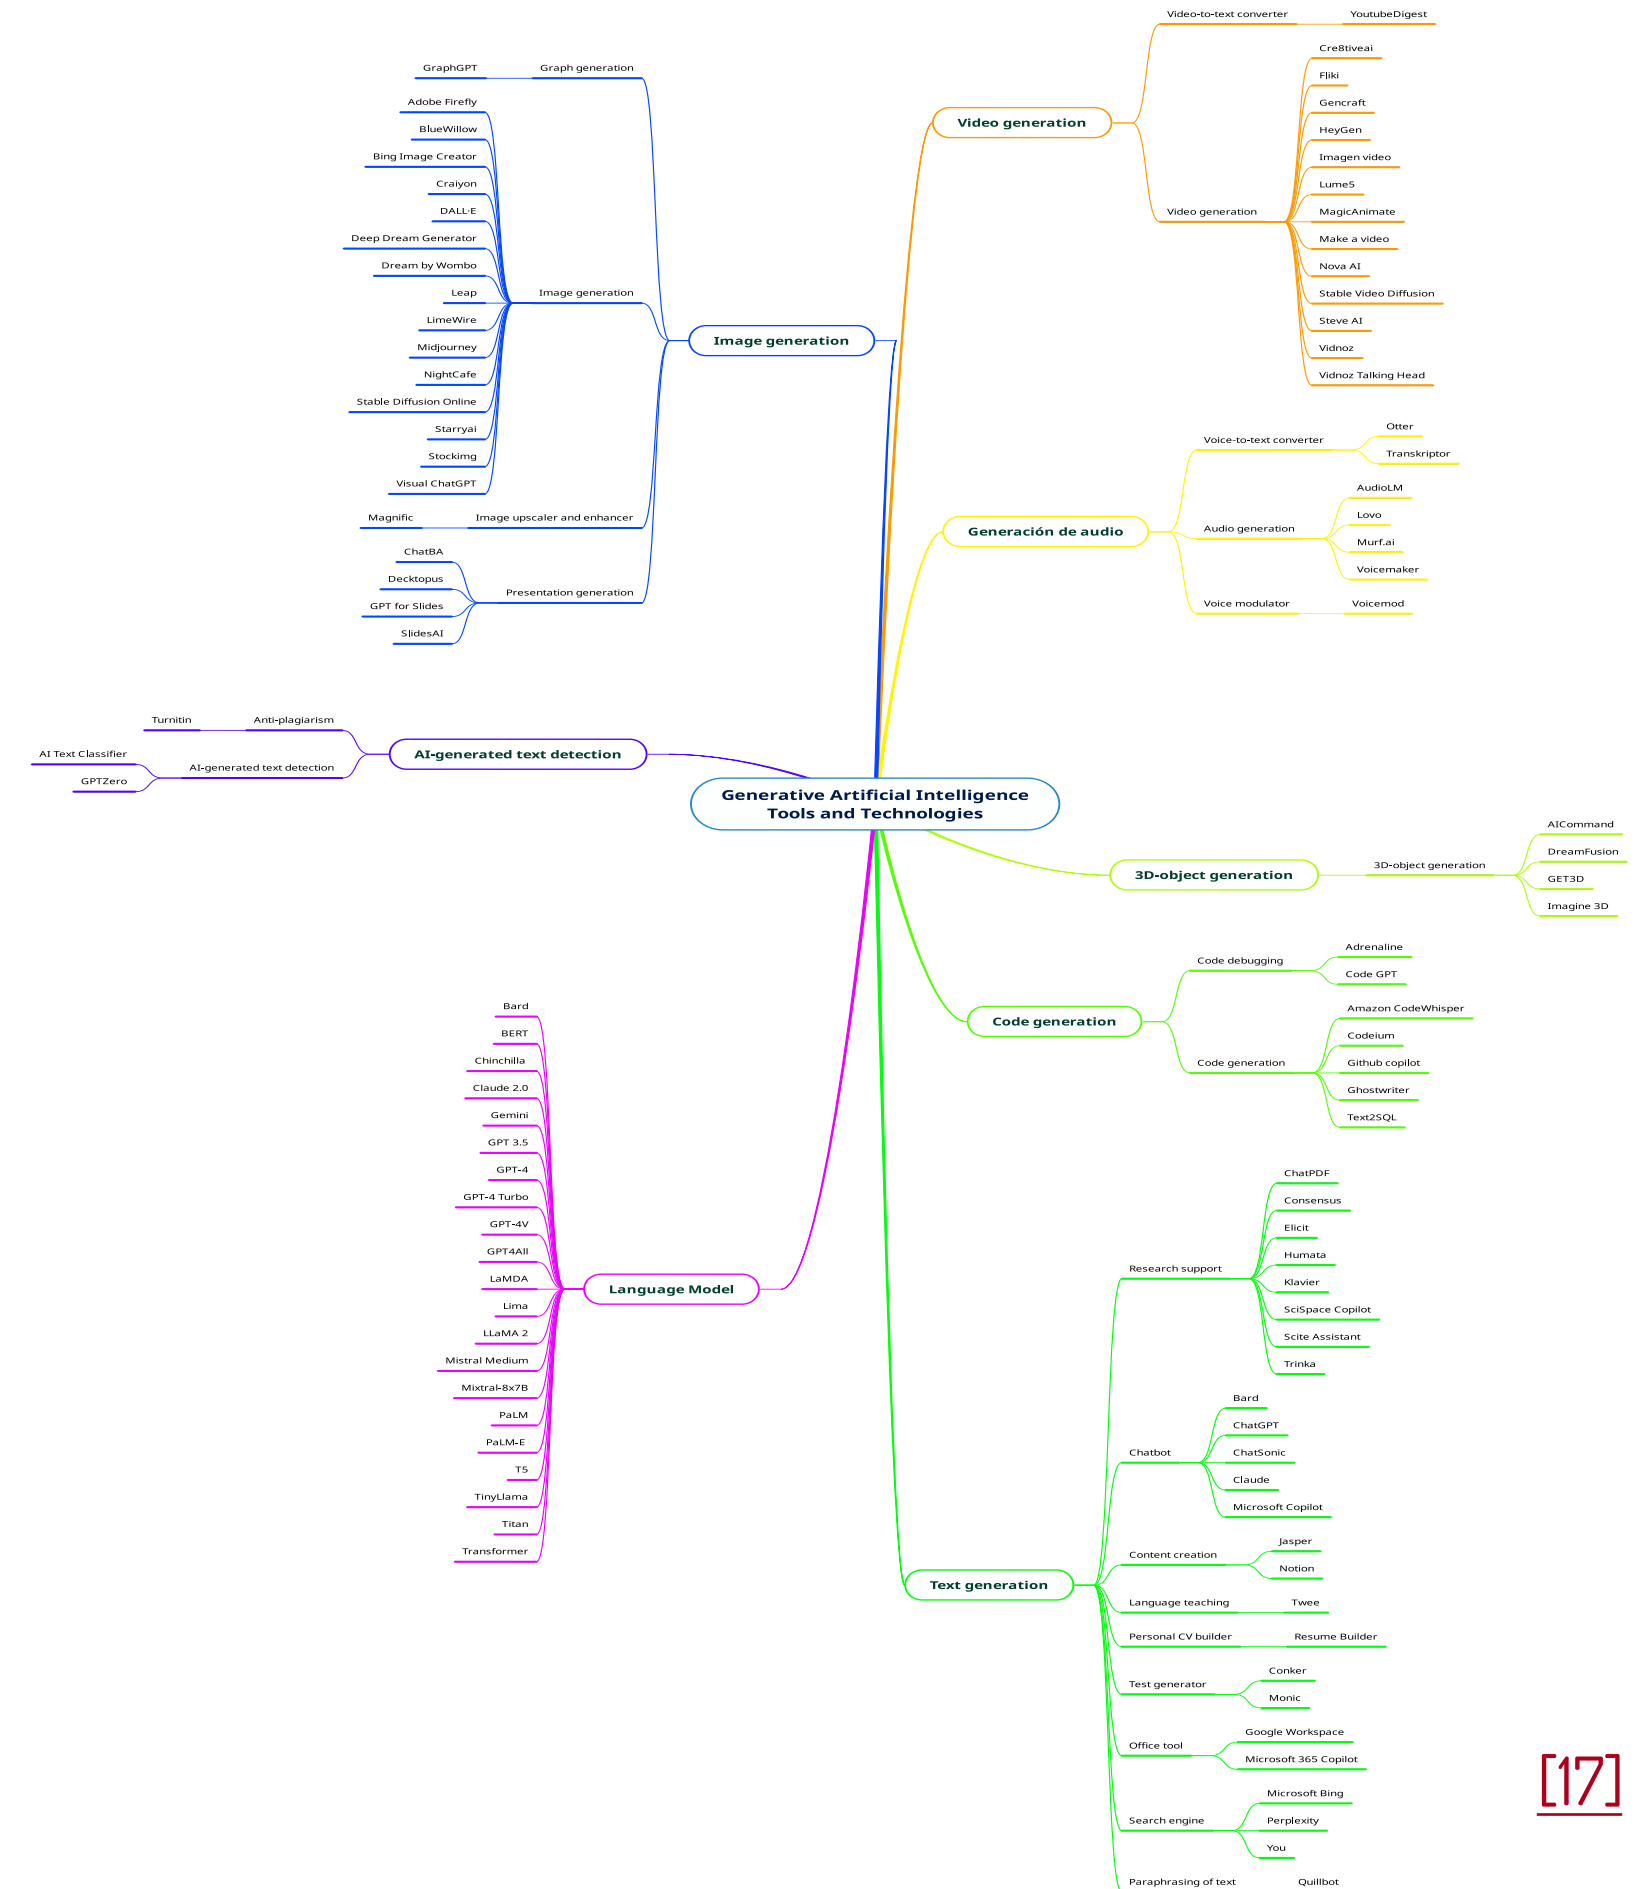 Generative Artificial Intelligence
Tools and Technologies
Video generation
Video-to-text converter
YoutubeDigest
Video generation
Cre8tiveai
Fliki
Gencraft
HeyGen
Imagen video
Lume5
MagicAnimate
Make a video
Nova AI
Stable Video Diffusion
Steve AI
Vidnoz
Vidnoz Talking Head
Generación de audio
Voice-to-text converter
Otter
Transkriptor
Audio generation
AudioLM
Lovo
Murf.ai
Voicemaker
Voice modulator
Voicemod
3D-object generation
3D-object generation
AICommand
DreamFusion
GET3D
Imagine 3D
Code generation
Code debugging
Adrenaline
Code GPT
Code generation
Amazon CodeWhisper
Codeium
Github copilot
Ghostwriter
Text2SQL
Text generation
Research support
ChatPDF
Consensus
Elicit
Humata
Klavier
SciSpace Copilot
Scite Assistant
Trinka
Chatbot
Bard
ChatGPT
ChatSonic
Claude
Microsoft Copilot
Content creation
Jasper
Notion
Language teaching
Twee
Personal CV builder
Resume Builder
Test generator
Conker
Monic
Office tool
Google Workspace
Microsoft 365 Copilot
Search engine
Microsoft Bing
Perplexity
You
Paraphrasing of text
Quillbot
Image generation
Graph generation
GraphGPT
Image generation
Adobe Firefly
BlueWillow
Bing Image Creator
Craiyon
DALL·E
Deep Dream Generator
Dream by Wombo
Leap
LimeWire
Midjourney
NightCafe
Stable Diffusion Online
Starryai
Stockimg
Visual ChatGPT
Image upscaler and enhancer
Magnific
Presentation generation
ChatBA
Decktopus
GPT for Slides
SlidesAI
AI-generated text detection
Anti-plagiarism
Turnitin
AI-generated text detection
AI Text Classifier
GPTZero
Language Model
Bard
BERT
Chinchilla
Claude 2.0
Gemini
GPT 3.5
GPT-4
GPT-4 Turbo
GPT-4V
GPT4All
LaMDA
Lima
LLaMA 2
Mistral Medium
Mixtral-8x7B
PaLM
PaLM-E
T5
TinyLlama
Titan
Transformer
[17]